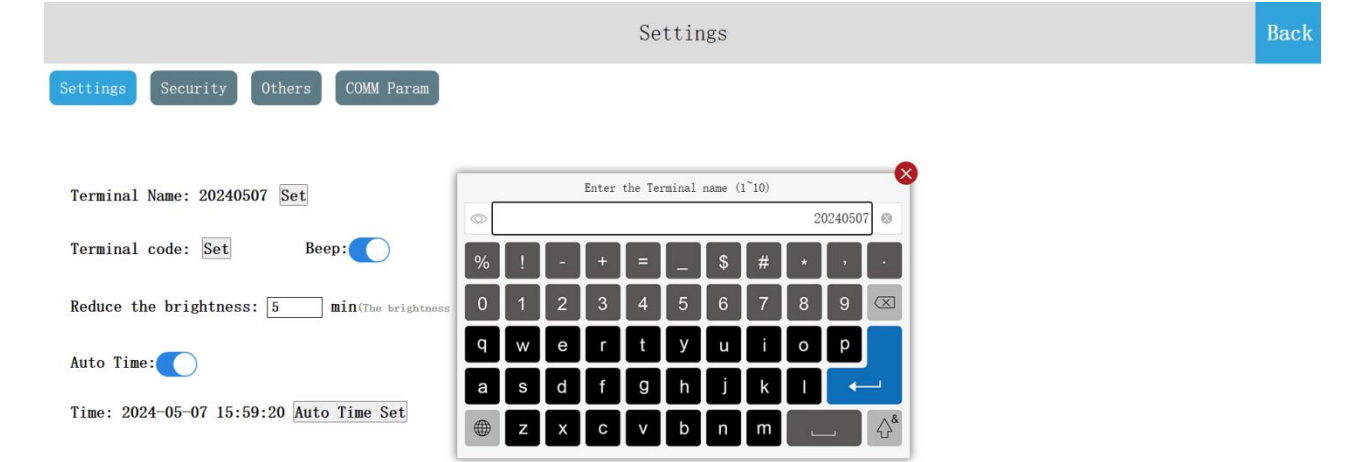 Settings
Back
Settings Security Others COMM Param
Terminal Name: 20240507 Set
Terminal code: Set Beep:
Reduce the brightness: 5 min(The brightness
Auto Time:
Time: 2024-05-07 15:59:20 Auto Time Set
Enter the Terminal name (1~10)
20240507
% ! - + = _ $ # * , .
0 1 2 3 4 5 6 7 8 9
q w e r t y u i o p
a s d f g h j k l
z x c v b n m &